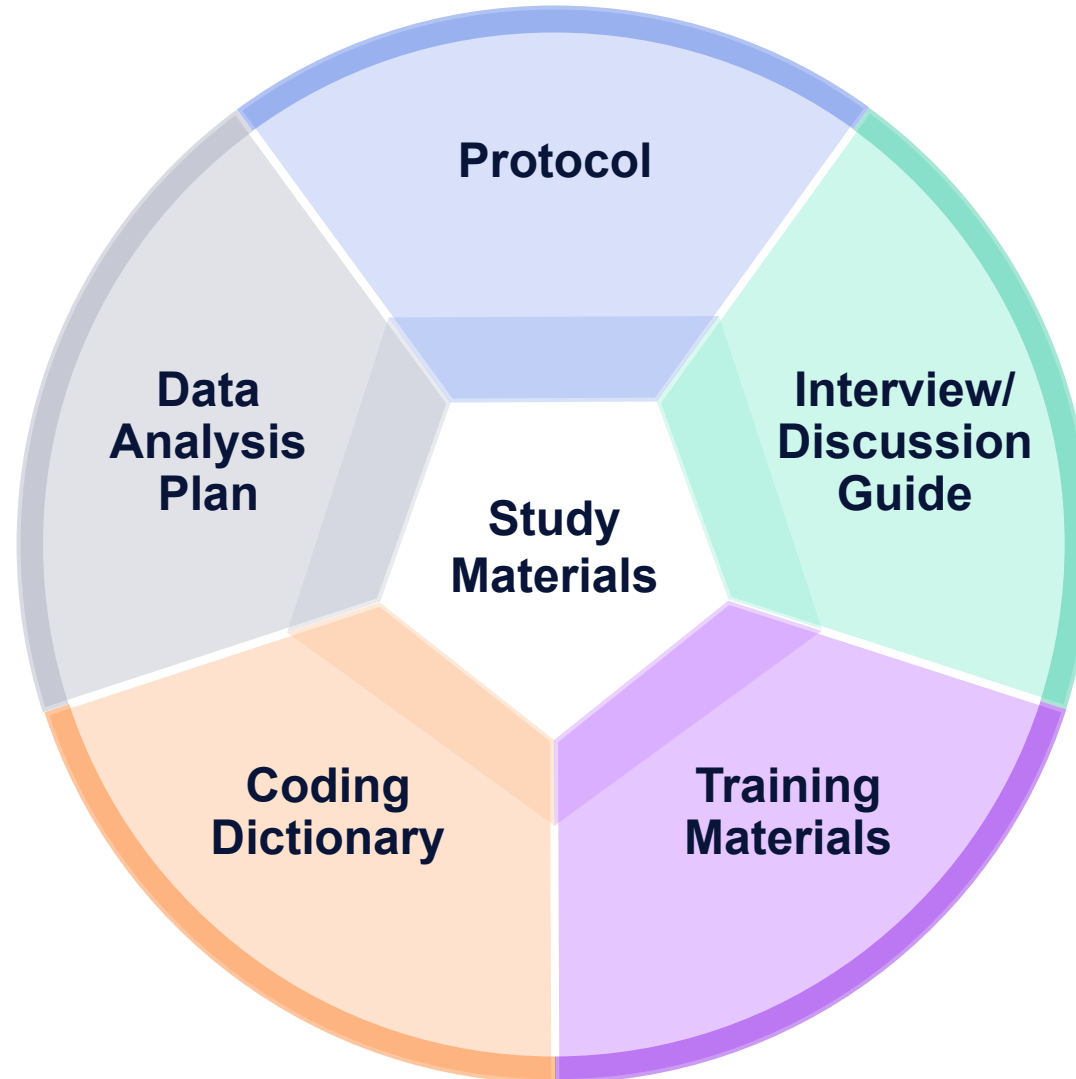 Protocol
Interview/
Discussion
Guide
Training
Materials
Coding
Dictionary
Data
Analysis
Plan
Study
Materials